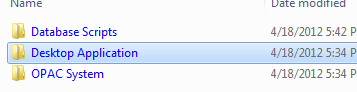 Name Date modified
Database Scripts 4/18/2012 5:42 P
Desktop Application 4/18/2012 5:34 P
OPAC System 4/18/2012 5:34 P